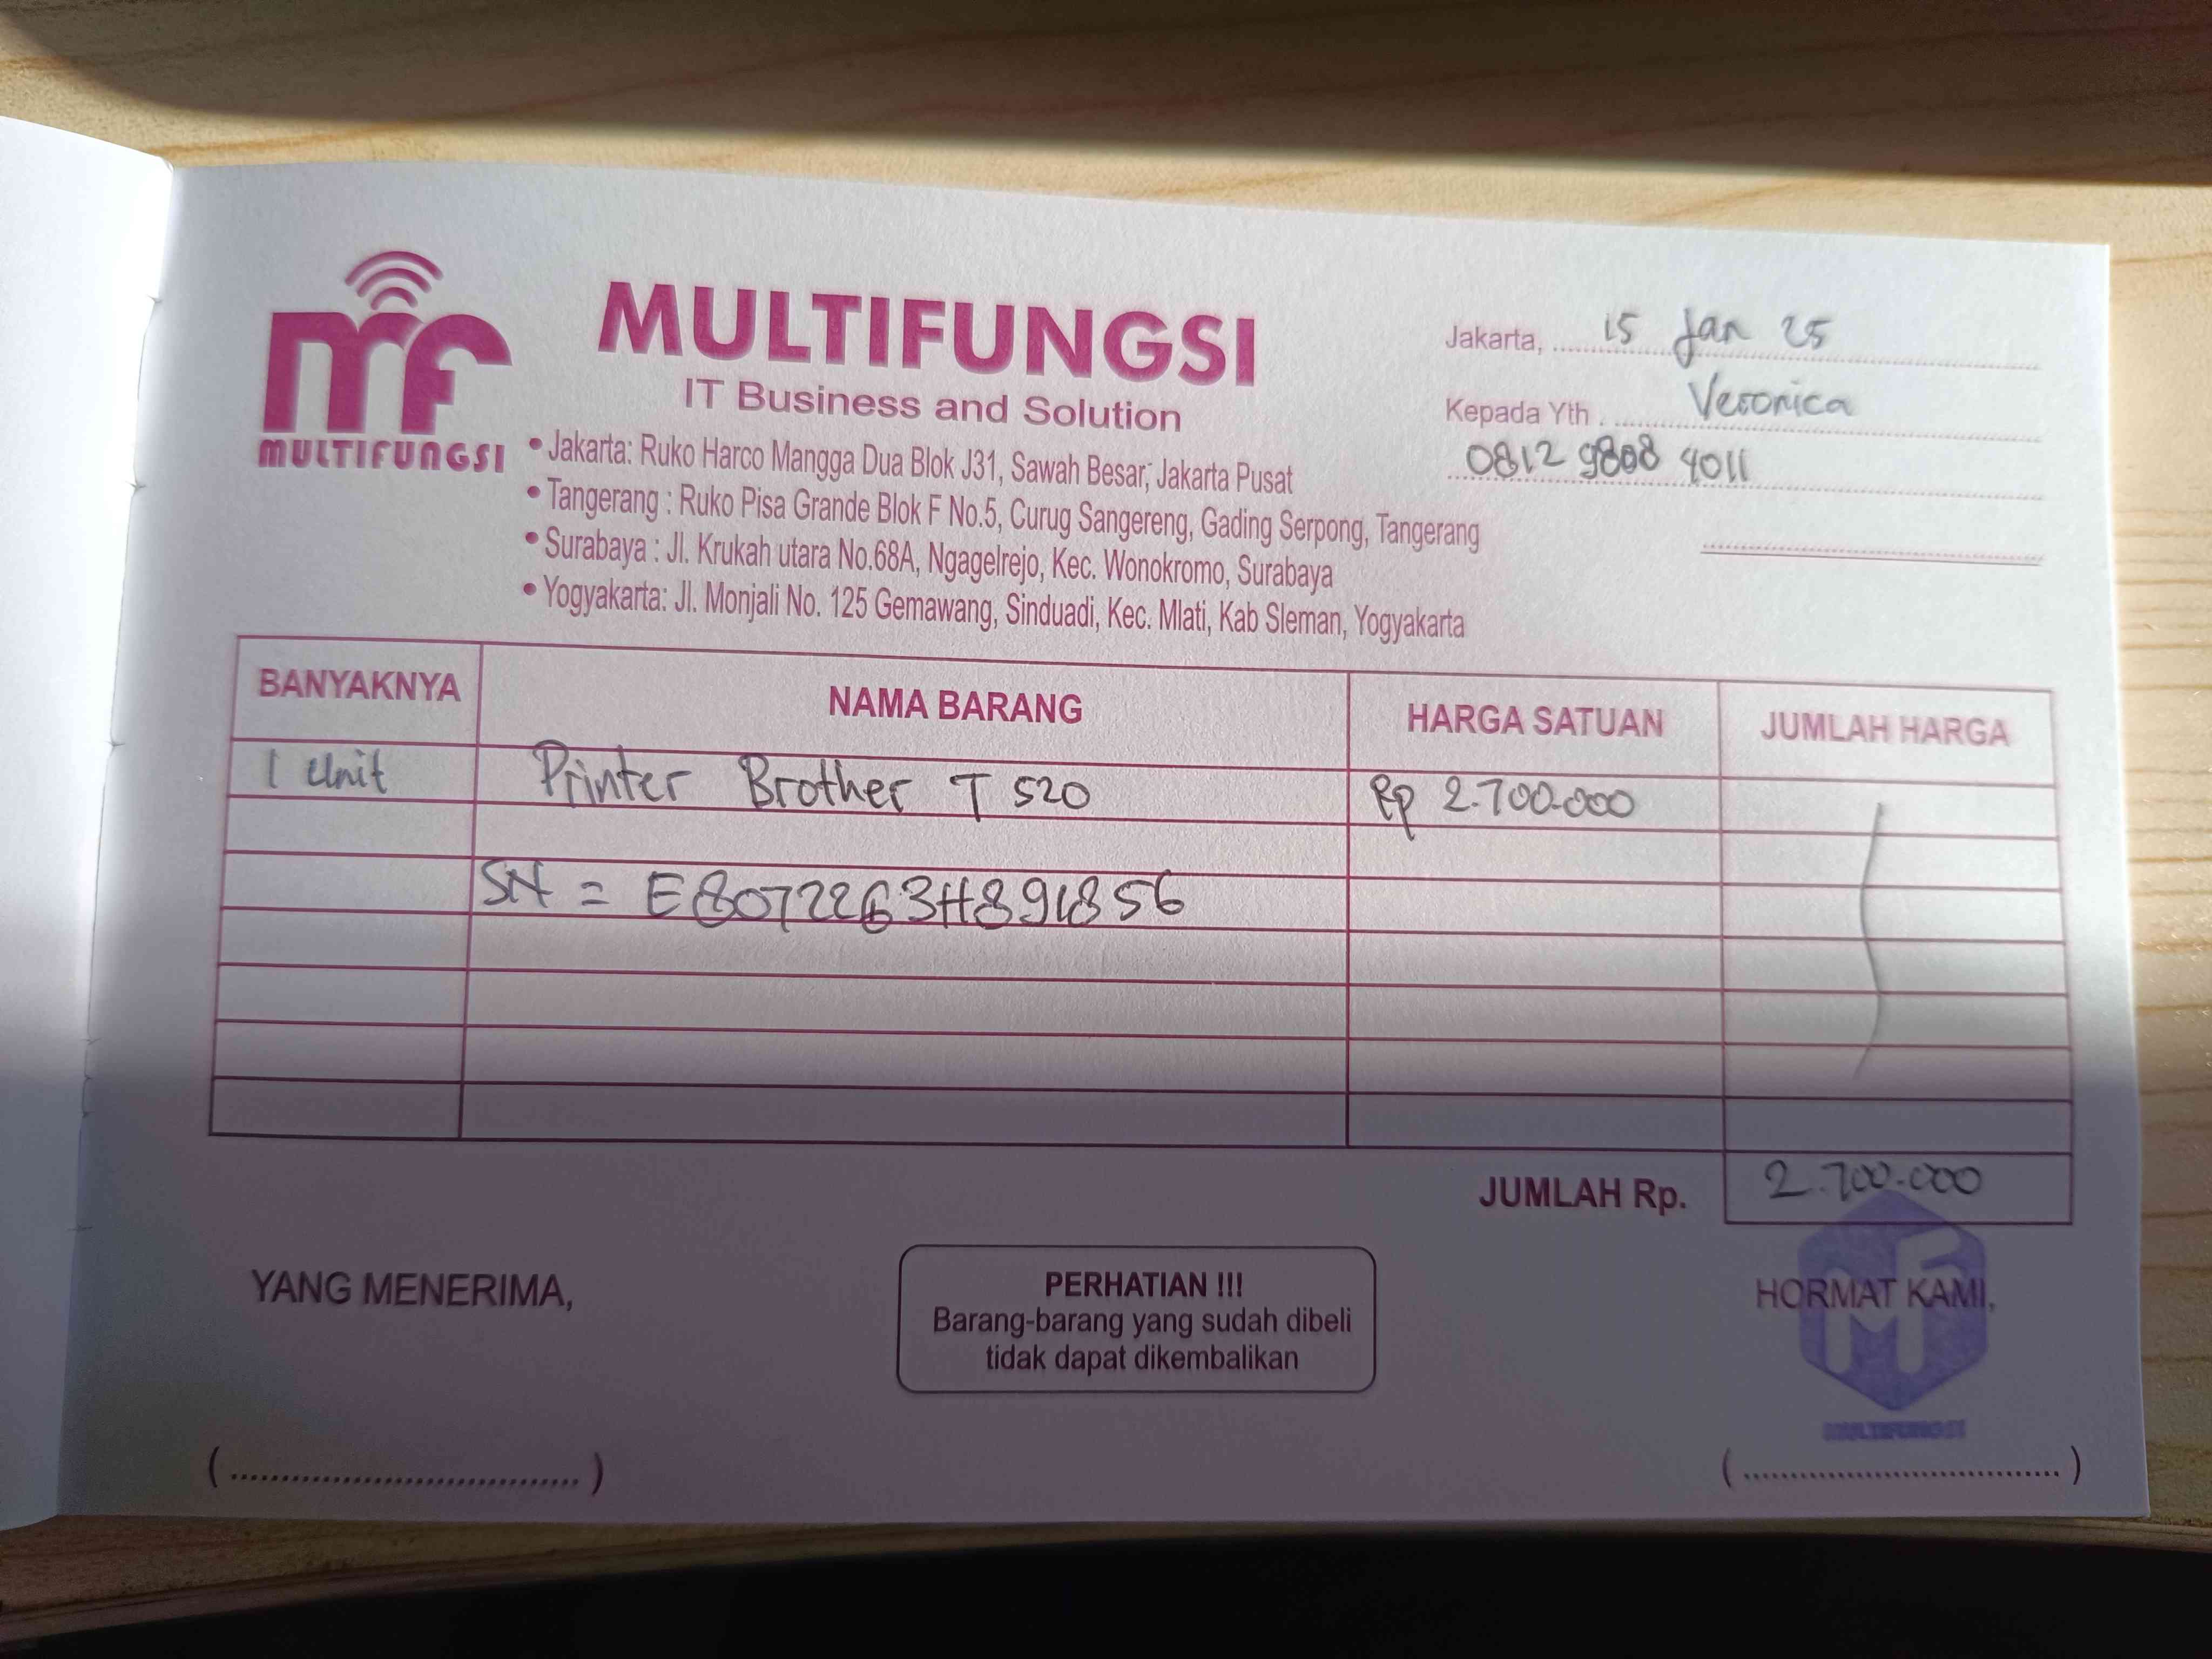 mf
MULTIFUNGSI
MULTIFUNGSI
IT Business and Solution
• Jakarta: Ruko Harco Mangga Dua Blok J31, Sawah Besar, Jakarta Pusat
• Tangerang : Ruko Pisa Grande Blok F No.5, Curug Sangereng, Gading Serpong, Tangerang
• Surabaya : Jl. Krukah utara No.68A, Ngagelrejo, Kec. Wonokromo, Surabaya
• Yogyakarta: Jl. Monjali No. 125 Gemawang, Sinduadi, Kec. Mlati, Kab Sleman, Yogyakarta
Jakarta, 15 Jan 25
Kepada Yth . Veronica
0812 9808 4011
BANYAKNYA NAMA BARANG HARGA SATUAN JUMLAH HARGA
1 Unit Printer Brother T 520 Rp 2.700.000
SN =
JUMLAH Rp. 2.700.000
YANG MENERIMA,
PERHATIAN !!!
Barang-barang yang sudah dibeli
tidak dapat dikembalikan
HORMAT KAMI,
MF
MULTIFUNGSI